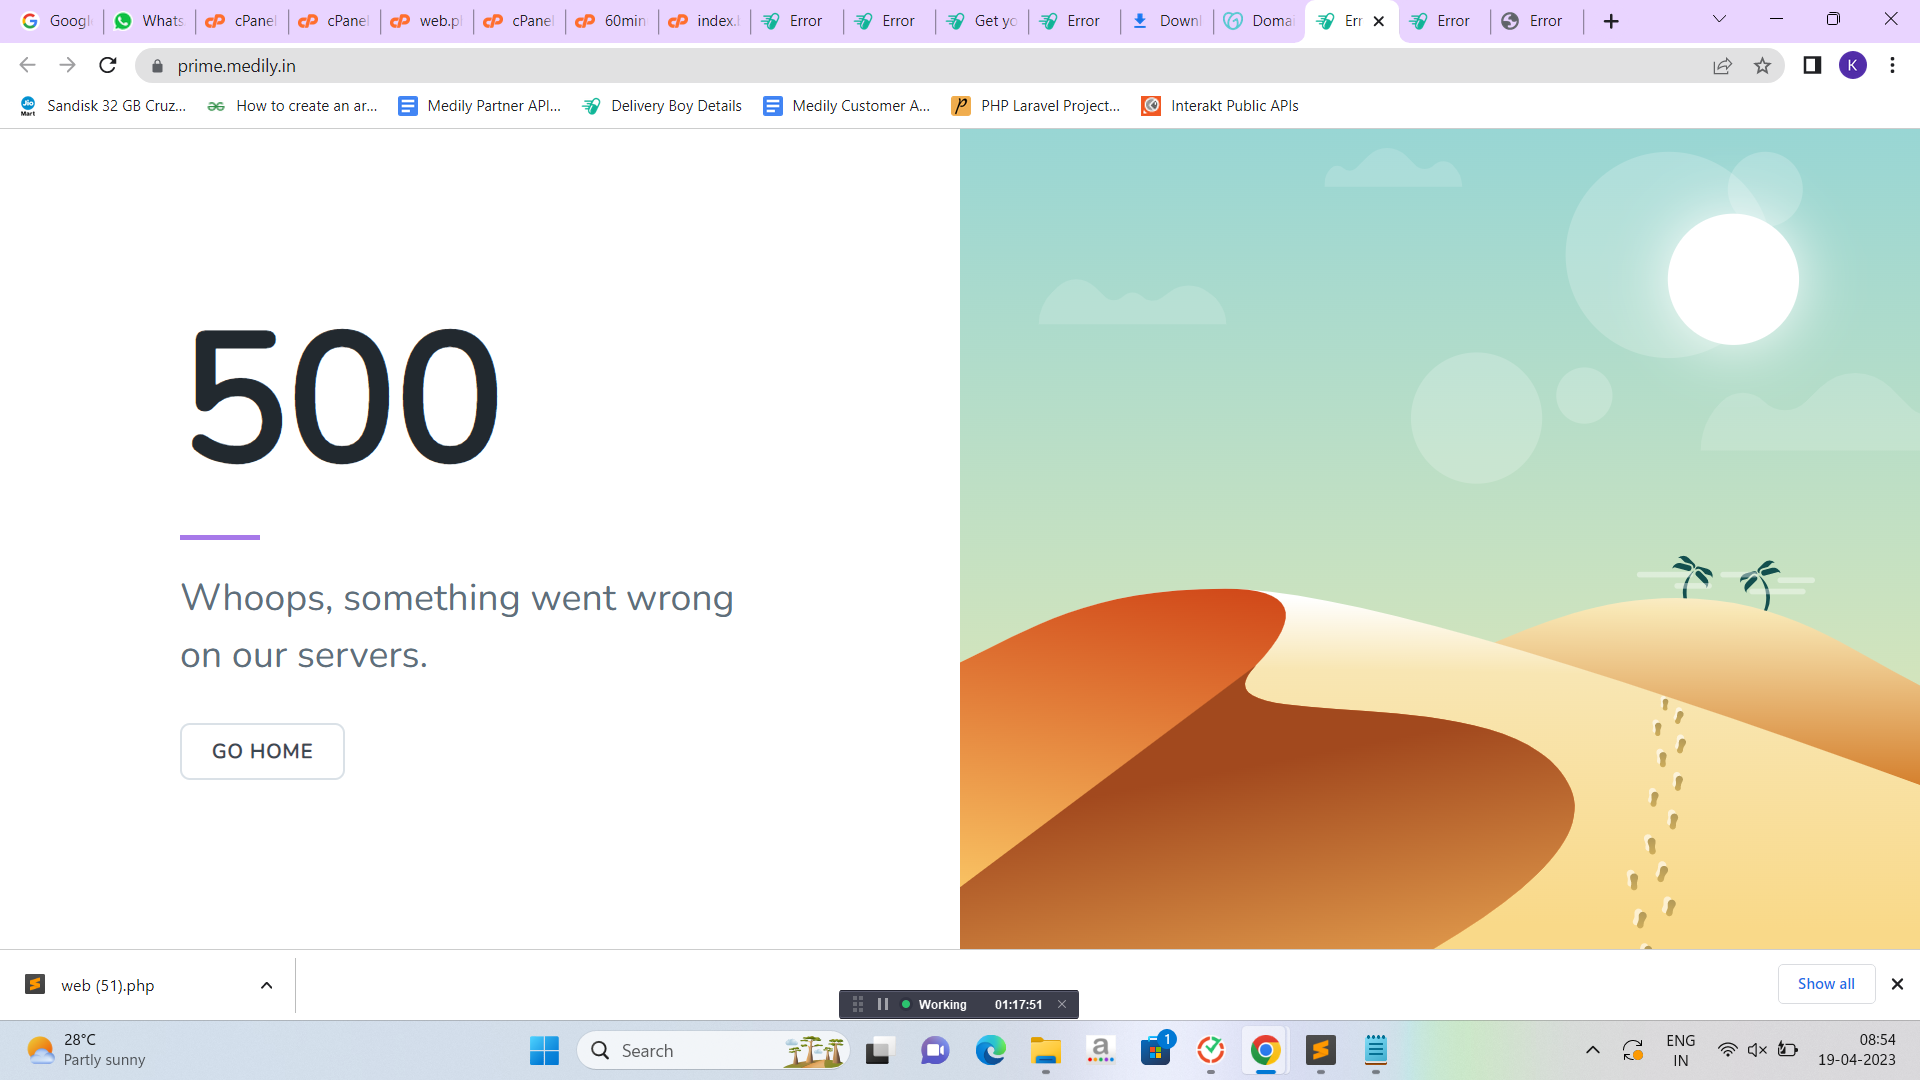 Googl
Whats
cPanel
cPanel
web.p
cPanel
60min
index.
Error
Error
Get yo
Error
Downl
Domai
Err
Error
Error
prime.medily.in
K
Sandisk 32 GB Cruz...
How to create an ar...
Medily Partner API...
Delivery Boy Details
Medily Customer A...
PHP Laravel Project...
Interakt Public APIs
500
Whoops, something went wrong
on our servers.
GO HOME
web (51).php
Show all
Working 01:17:51
28°C
Partly sunny
Search
1
ENG
IN
08:54
19-04-2023